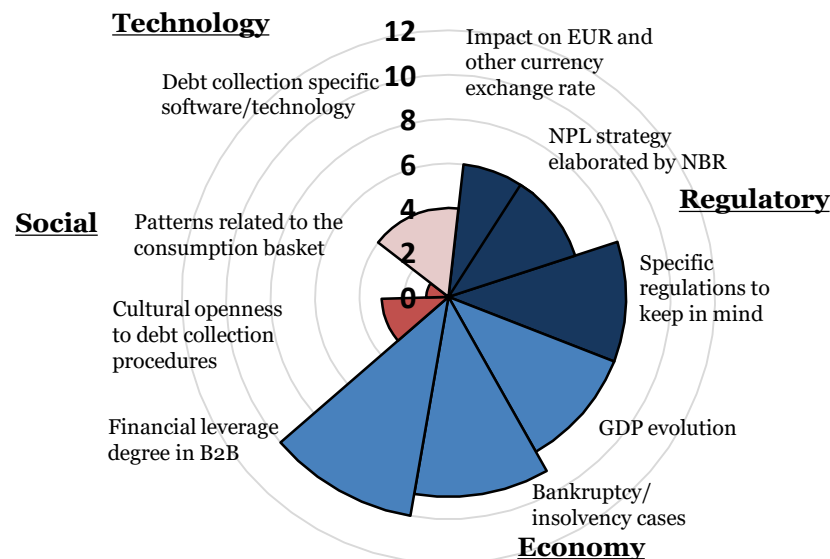 Technology
Debt collection specific
software/technology
12
10
8
6
4
2
0
Impact on EUR and
other currency
exchange rate
NPL strategy
elaborated by NBR
Regulatory
Specific
regulations to
keep in mind
Social
Patterns related to the
consumption basket
Cultural openness
to debt collection
procedures
Financial leverage
degree in B2B
GDP evolution
Bankruptcy/
insolvency cases
Economy